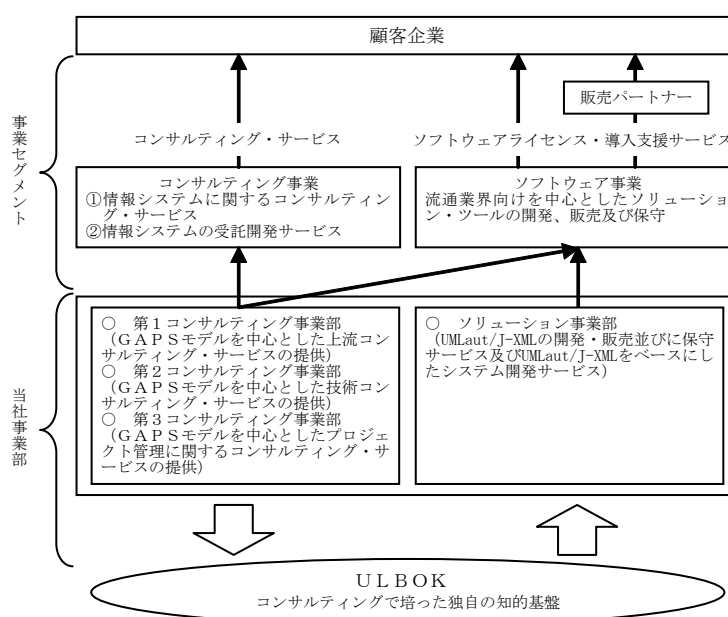 顧客企業
販売パートナー
事業セグメント
コンサルティング・サービス
ソフトウェアライセンス・導入支援サービス
コンサルティング事業
①情報システムに関するコンサルティン
グ・サービス
②情報システムの受託開発サービス
ソフトウェア事業
流通業界向けを中心としたソリューショ
ン・ツールの開発、販売及び保守
当社事業部
○　第１コンサルティング事業部
（ＧＡＰＳモデルを中心とした上流コン
サルティング・サービスの提供）
○　第２コンサルティング事業部
（ＧＡＰＳモデルを中心とした技術コン
サルティング・サービスの提供）
○　第３コンサルティング事業部
（ＧＡＰＳモデルを中心としたプロジェ
クト管理に関するコンサルティング・サ
ービスの提供）
○　ソリューション事業部
（UMLaut/J-XMLの開発・販売並びに保守
サービス及びUMLaut/J-XMLをベースにし
たシステム開発サービス）
ＵＬＢＯＫ
コンサルティングで培った独自の知的基盤